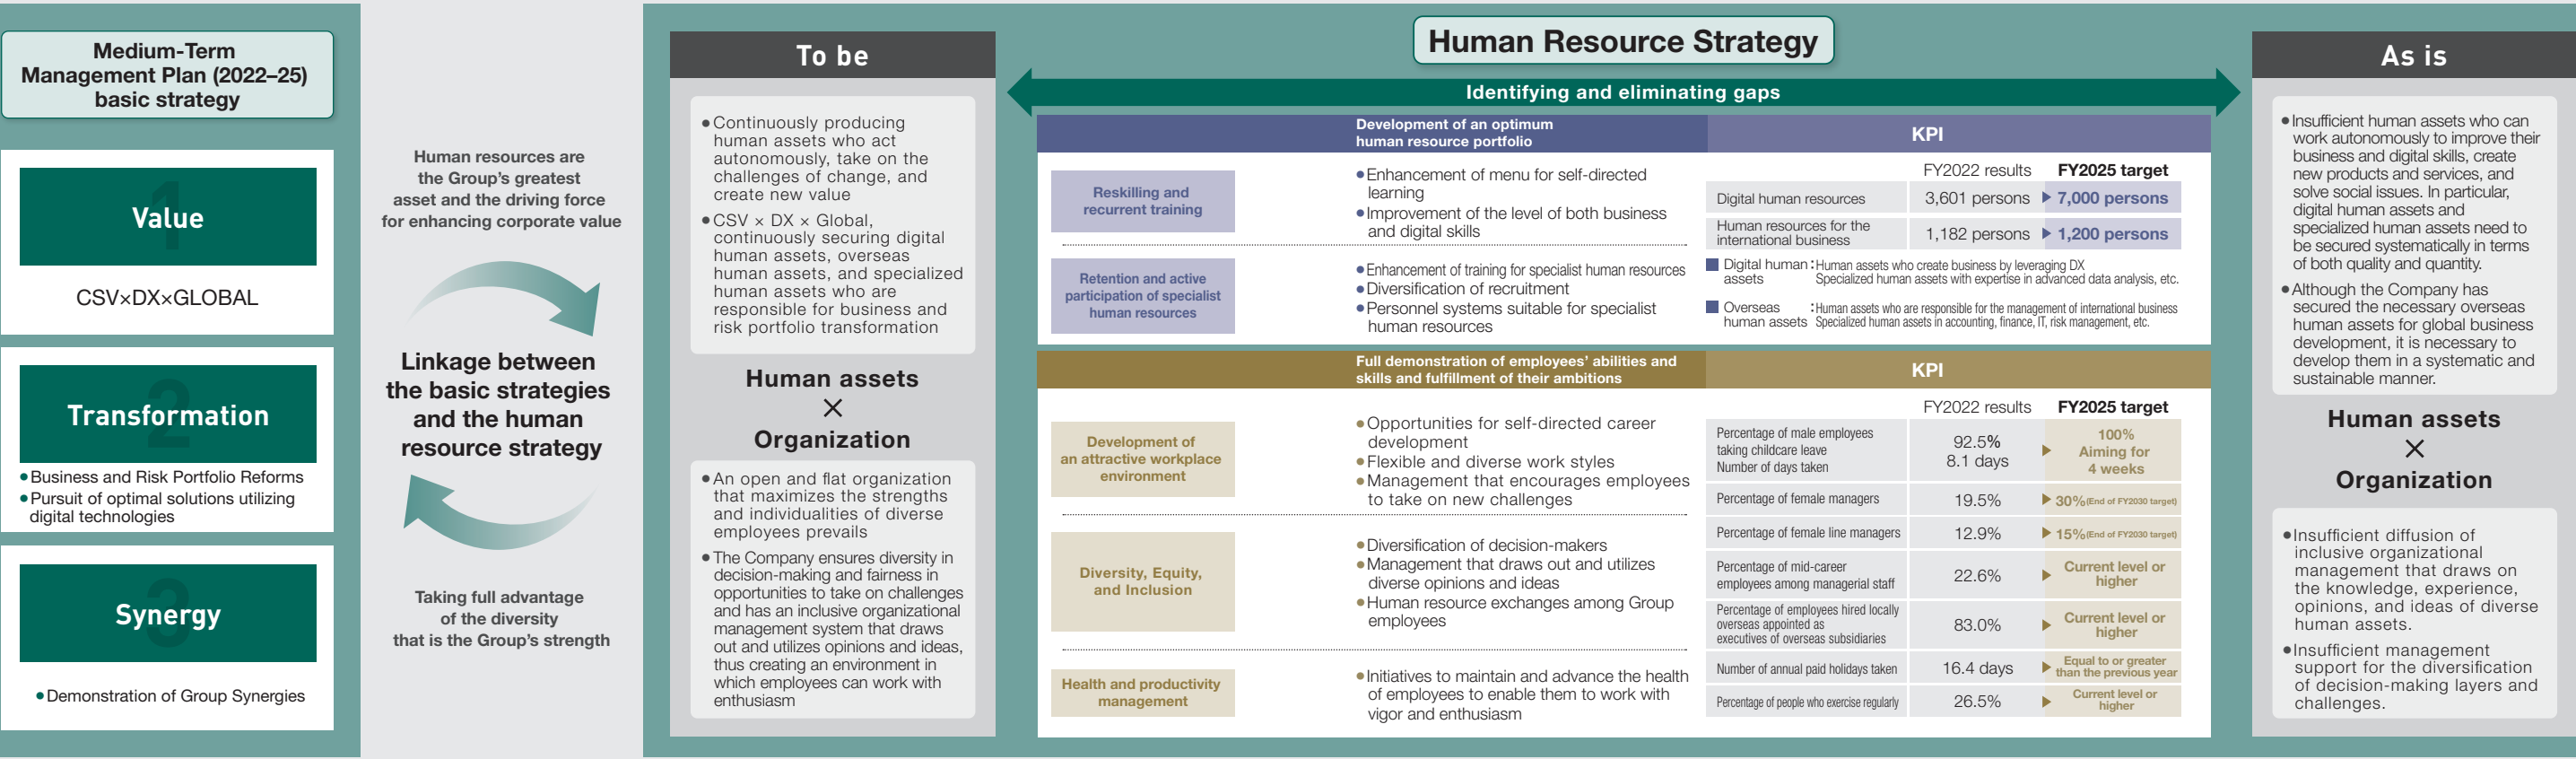 Medium-Term
Management Plan (2022–25)
basic strategy
1
Value
CSV×DX×GLOBAL
2
Transformation
●Business and Risk Portfolio Reforms
●Pursuit of optimal solutions utilizing
digital technologies
3
Synergy
●Demonstration of Group Synergies
Human resources are
the Group's greatest
asset and the driving force
for enhancing corporate value
Linkage between
the basic strategies
and the human
resource strategy
Taking full advantage
of the diversity
that is the Group's strength
To be
●Continuously producing
human assets who act
autonomously, take on the
challenges of change, and
create new value
●CSV × DX × Global,
continuously securing digital
human assets, overseas
human assets, and specialized
human assets who are
responsible for business and
risk portfolio transformation
Human assets
×
Organization
●An open and flat organization
that maximizes the strengths
and individualities of diverse
employees prevails
●The Company ensures diversity in
decision-making and fairness in
opportunities to take on challenges
and has an inclusive organizational
management system that draws
out and utilizes opinions and ideas,
thus creating an environment in
which employees can work with
enthusiasm
Human Resource Strategy
Identifying and eliminating gaps
Development of an optimum
human resource portfolio
KPI
Reskilling and
recurrent training
●Enhancement of menu for self-directed
learning
●Improvement of the level of both business
and digital skills
Retention and active
participation of specialist
human resources
●Enhancement of training for specialist human resources
●Diversification of recruitment
●Personnel systems suitable for specialist
human resources
FY2022 results FY2025 target
Digital human resources 3,601 persons 7,000 persons
Human resources for the
international business 1,182 persons 1,200 persons
Digital human : Human assets who create business by leveraging DX
assets Specialized human assets with expertise in advanced data analysis, etc.
Overseas : Human assets who are responsible for the management of international business
human assets Specialized human assets in accounting, finance, IT, risk management, etc.
Full demonstration of employees' abilities and
skills and fulfillment of their ambitions
KPI
Development of
an attractive workplace
environment
●Opportunities for self-directed career
development
●Flexible and diverse work styles
●Management that encourages employees
to take on new challenges
Diversity, Equity,
and Inclusion
●Diversification of decision-makers
●Management that draws out and utilizes
diverse opinions and ideas
●Human resource exchanges among Group
employees
Health and productivity
management
●Initiatives to maintain and advance the health
of employees to enable them to work with
vigor and enthusiasm
FY2022 results FY2025 target
Percentage of male employees
taking childcare leave
Number of days taken
92.5%
8.1 days
100%
Aiming for
4 weeks
Percentage of female managers 19.5% 30%(End of FY2030 target)
Percentage of female line managers 12.9% 15%(End of FY2030 target)
Percentage of mid-career
employees among managerial staff
22.6%
Current level or
higher
Percentage of employees hired locally
overseas appointed as
executives of overseas subsidiaries
83.0%
Current level or
higher
Number of annual paid holidays taken
16.4 days
Equal to or greater
than the previous year
Percentage of people who exercise regularly
26.5%
Current level or
higher
As is
●Insufficient human assets who can
work autonomously to improve their
business and digital skills, create
new products and services, and
solve social issues. In particular,
digital human assets and
specialized human assets need to
be secured systematically in terms
of both quality and quantity.
●Although the Company has
secured the necessary overseas
human assets for global business
development, it is necessary to
develop them in a systematic and
sustainable manner.
Human assets
×
Organization
●Insufficient diffusion of
inclusive organizational
management that draws on
the knowledge, experience,
opinions, and ideas of diverse
human assets.
●Insufficient management
support for the diversification
of decision-making layers and
challenges.